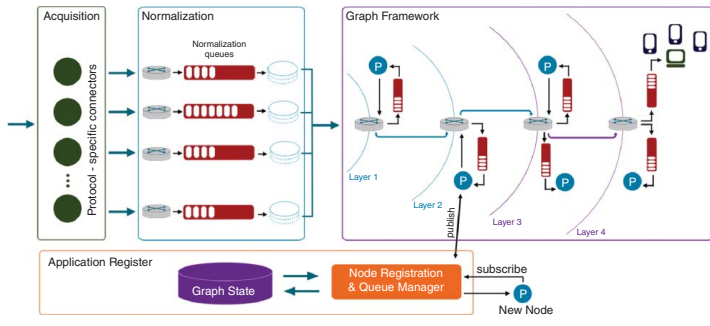 Acquisition
Normalization
Graph Framework
Protocol - specific connectors
Normalization
queues
P
P
P
P
P
P
Layer 1
Layer 2
Layer 3
Layer 4
publish
Application Register
Graph State
Node Registration
& Queue Manager
subscribe
P
New Node